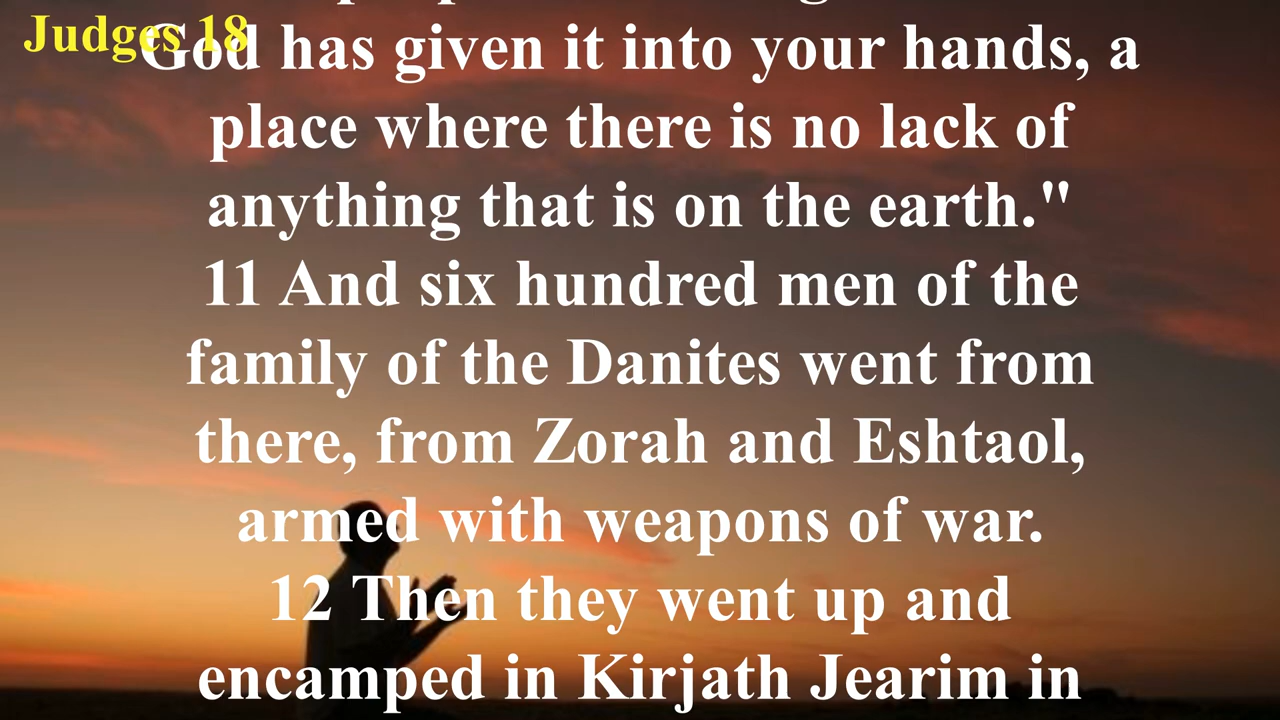 Judges 18
God has given it into your hands, a
place where there is no lack of
anything that is on the earth."
11 And six hundred men of the
family of the Danites went from
there, from Zorah and Eshtaol,
armed with weapons of war.
12 Then they went up and
encamped in Kirjath Jearim in